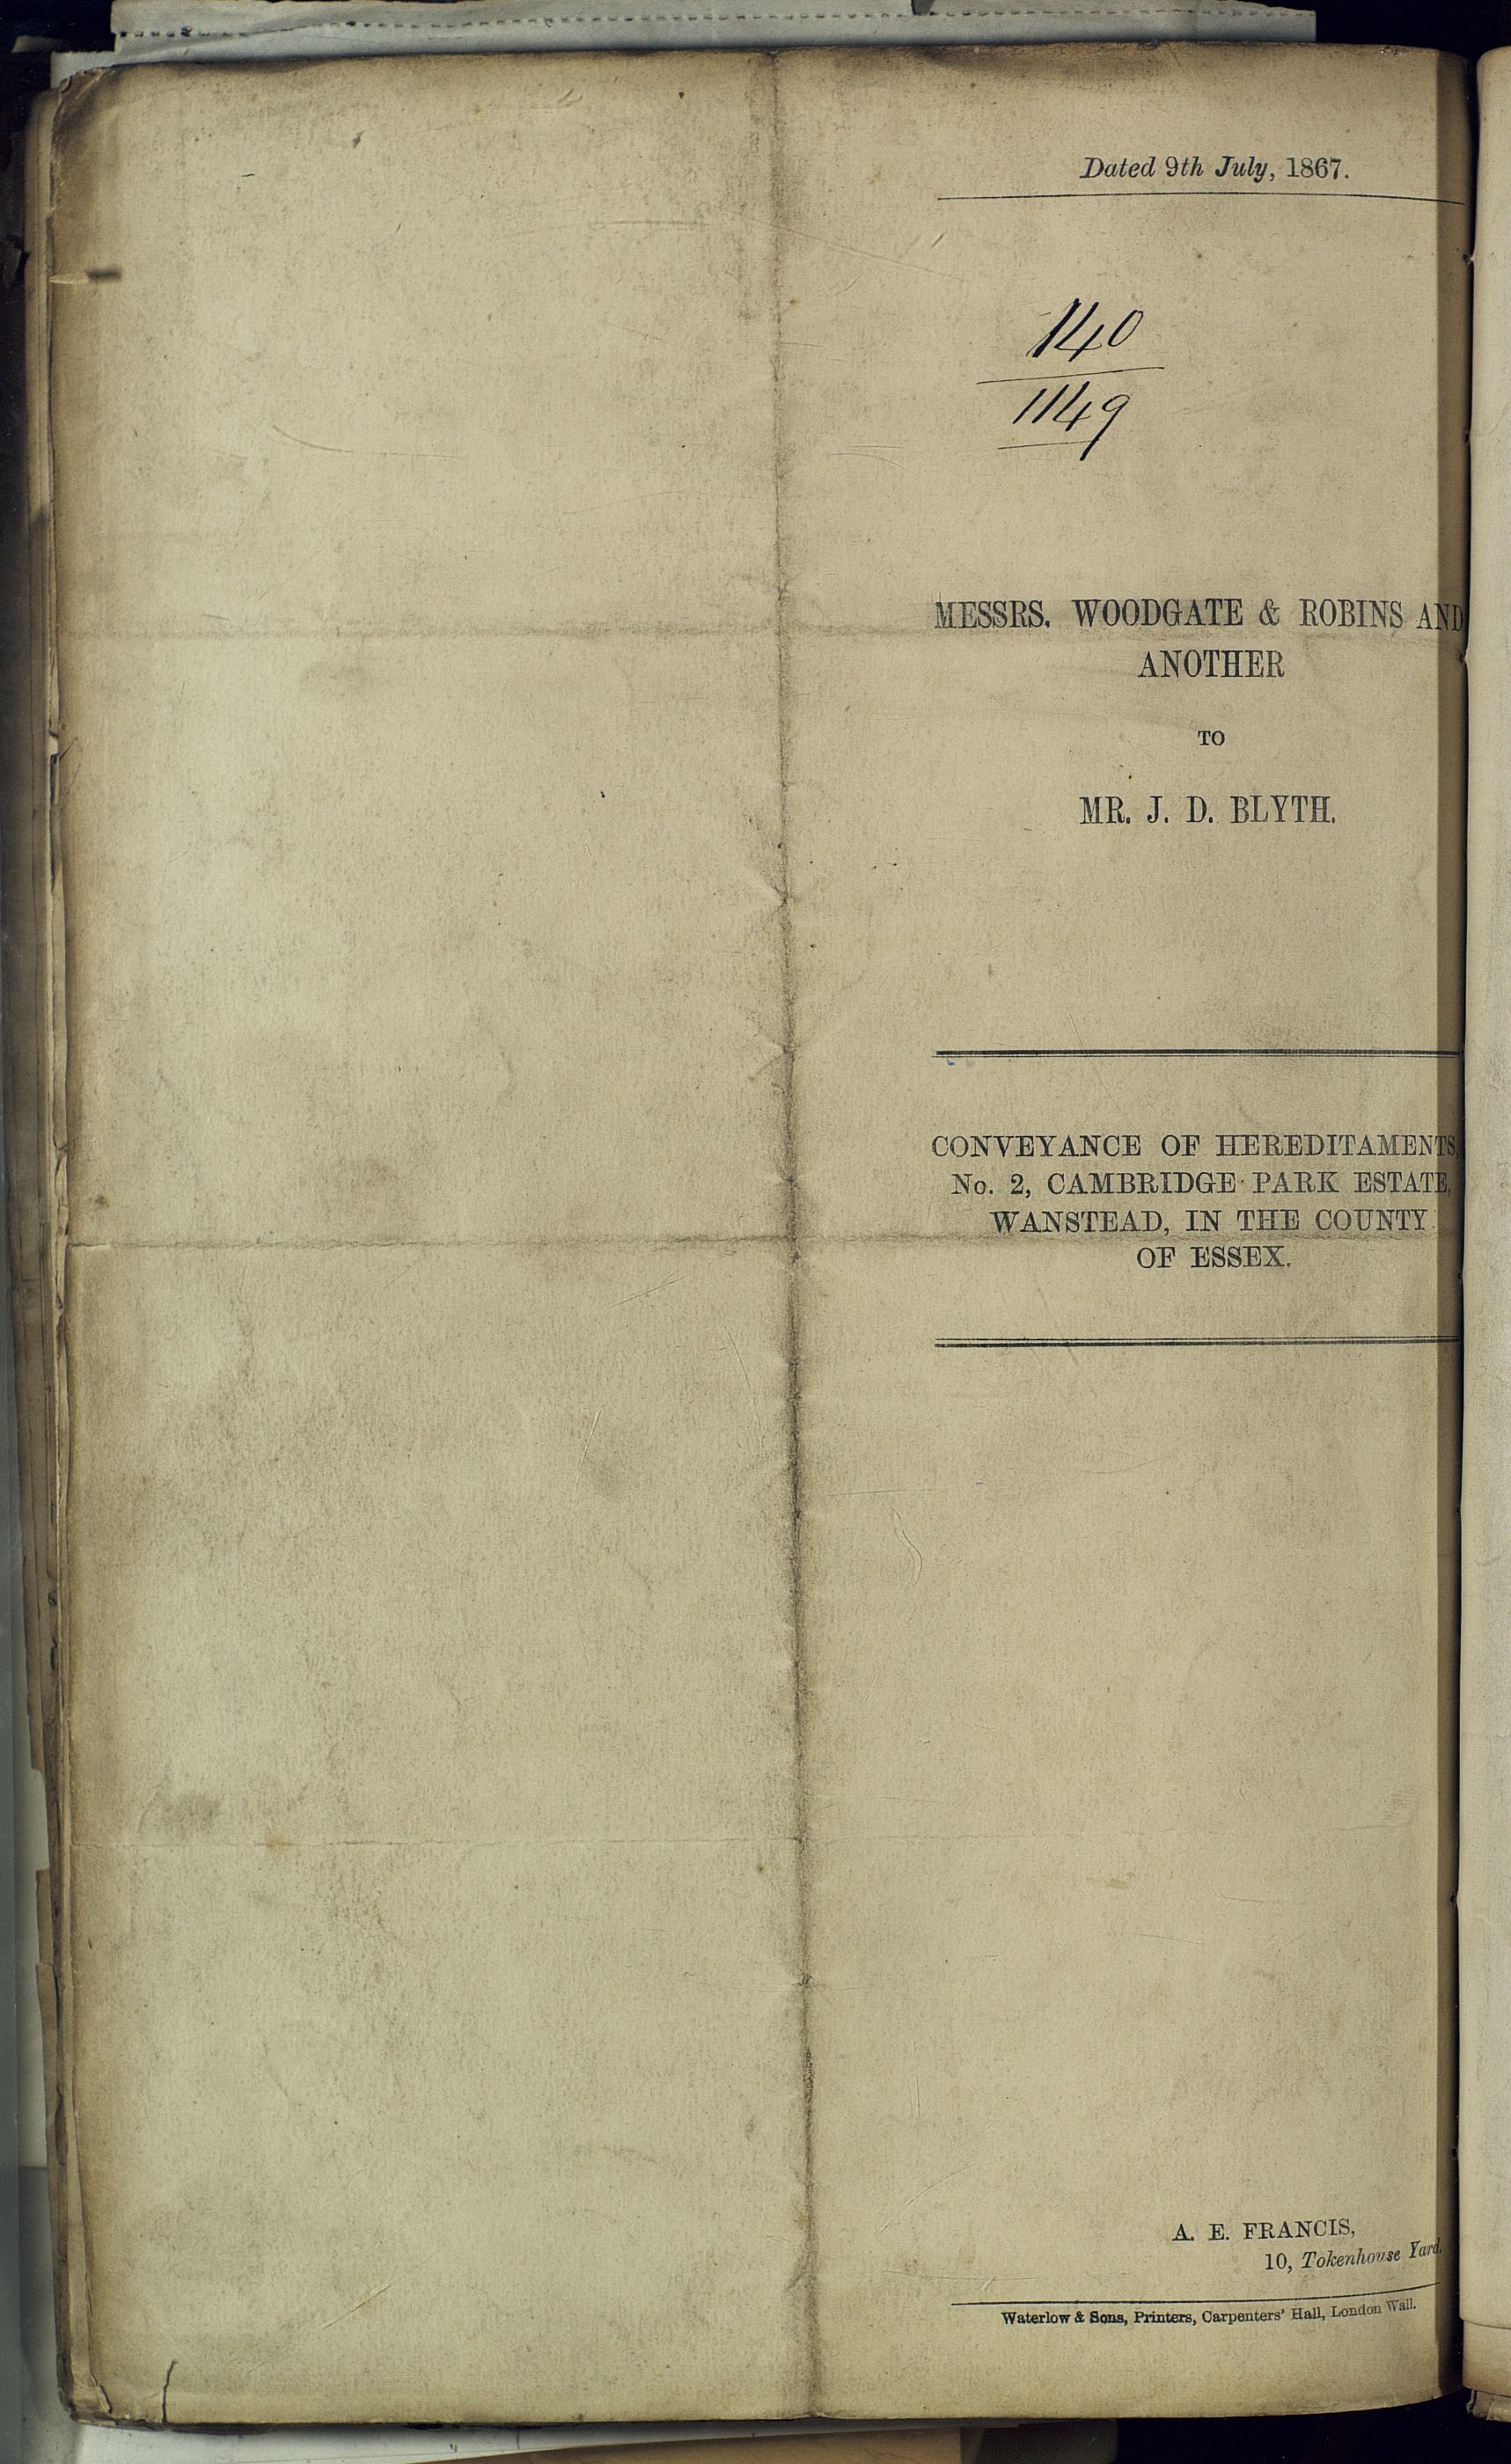 Dated 9th July, 1867.
140
1149
MESSRS. WOODGATE & ROBINS AND
ANOTHER
TO
MR. J. D. BLYTH.
CONVEYANCE OF HEREDITAMENTS,
No. 2, CAMBRIDGE PARK ESTATE,
WANSTEAD, IN THE COUNTY
OF ESSEX.
A. E. FRANCIS,
10, Tokenhouse Yard.
Waterlow & Sons, Printers, Carpenters' Hall, London Wall.